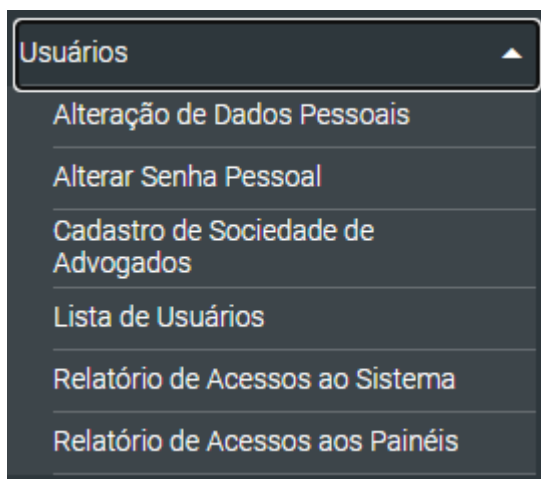 Usuários
Alteração de Dados Pessoais
Alterar Senha Pessoal
Cadastro de Sociedade de
Advogados
Lista de Usuários
Relatório de Acessos ao Sistema
Relatório de Acessos aos Painéis